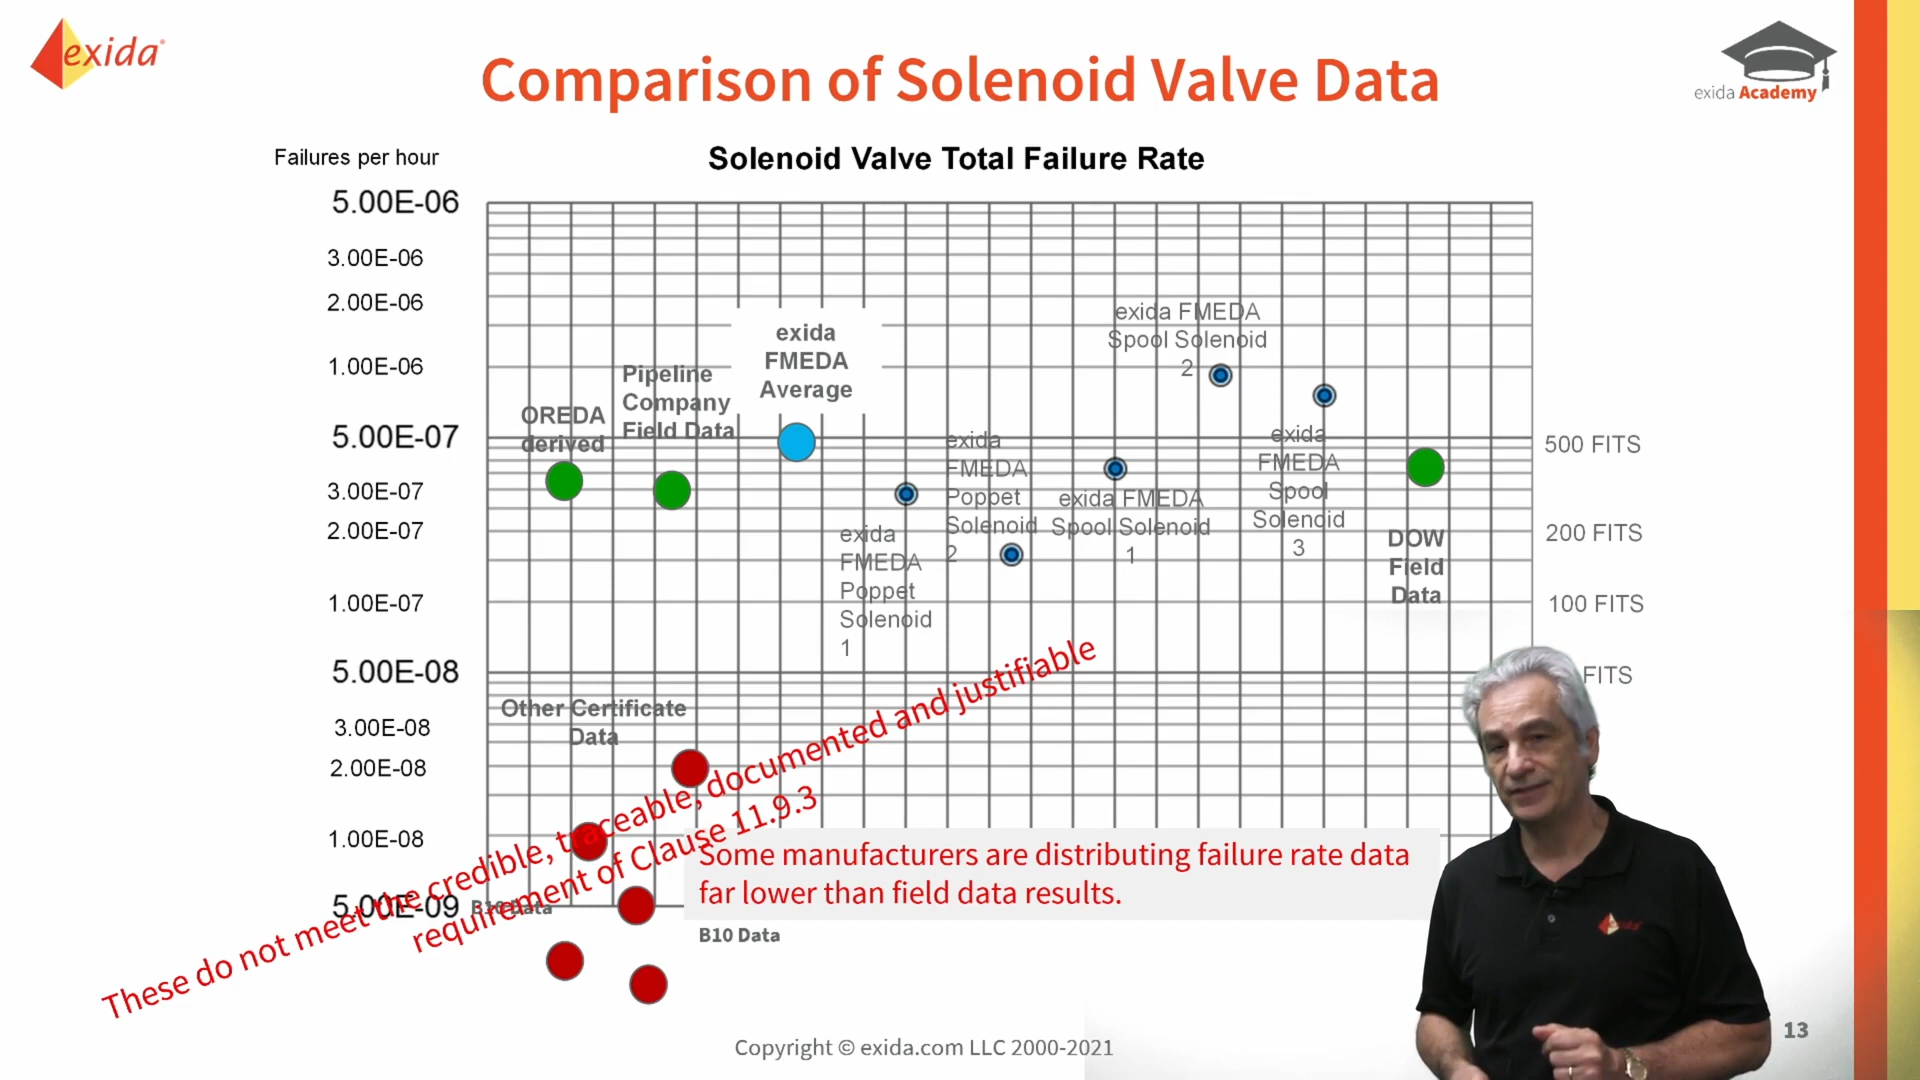 exida
Comparison of Solenoid Valve Data
exida Academy
Failures per hour
Solenoid Valve Total Failure Rate
5.00E-06
3.00E-06
2.00E-06
1.00E-06
5.00E-07
3.00E-07
2.00E-07
1.00E-07
5.00E-08
3.00E-08
2.00E-08
1.00E-08
5.00E-09
OREDA
derived
Pipeline
Company
Field Data
exida
FMEDA
Average
exida
FMEDA
Poppet
Solenoid
1
exida
FMEDA
Poppet
Solenoid
2
exida FMEDA
Spool Solenoid
1
exida FMEDA
Spool Solenoid
2
exida
FMEDA
Spool
Solenoid
3
DOW
Field
Data
500 FITS
200 FITS
100 FITS
FITS
Other Certificate
Data
These do not meet the credible, traceable, documented and justifiable
requirement of Clause 11.9.3
Some manufacturers are distributing failure rate data
far lower than field data results.
B10 Data
B10 Data
exida
Copyright © exida.com LLC 2000-2021
13